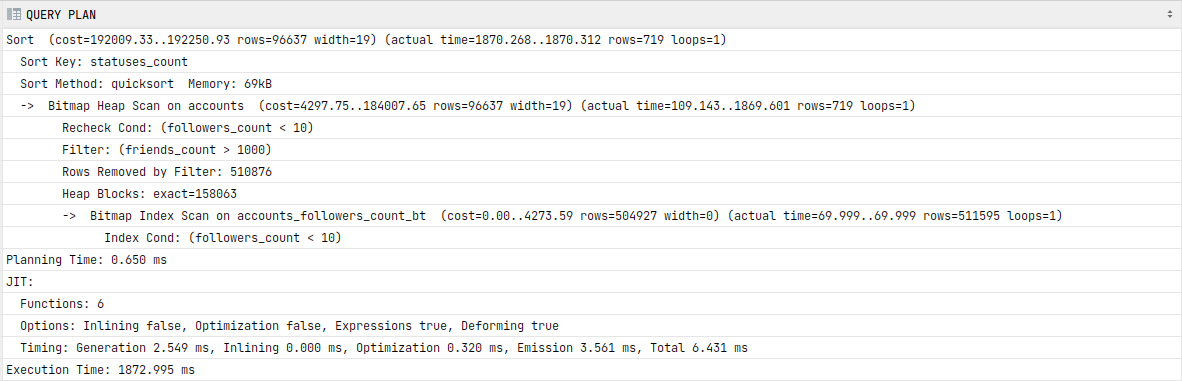 QUERY PLAN
Sort  (cost=192009.33..192250.93 rows=96637 width=19) (actual time=1870.268..1870.312 rows=719 loops=1)
  Sort Key: statuses_count
  Sort Method: quicksort  Memory: 69kB
  ->  Bitmap Heap Scan on accounts  (cost=4297.75..184007.65 rows=96637 width=19) (actual time=109.143..1869.601 rows=719 loops=1)
        Recheck Cond: (followers_count < 10)
        Filter: (friends_count > 1000)
        Rows Removed by Filter: 510876
        Heap Blocks: exact=158063
        ->  Bitmap Index Scan on accounts_followers_count_bt  (cost=0.00..4273.59 rows=504927 width=0) (actual time=69.999..69.999 rows=511595 loops=1)
              Index Cond: (followers_count < 10)
Planning Time: 0.650 ms
JIT:
  Functions: 6
  Options: Inlining false, Optimization false, Expressions true, Deforming true
  Timing: Generation 2.549 ms, Inlining 0.000 ms, Optimization 0.320 ms, Emission 3.561 ms, Total 6.431 ms
Execution Time: 1872.995 ms